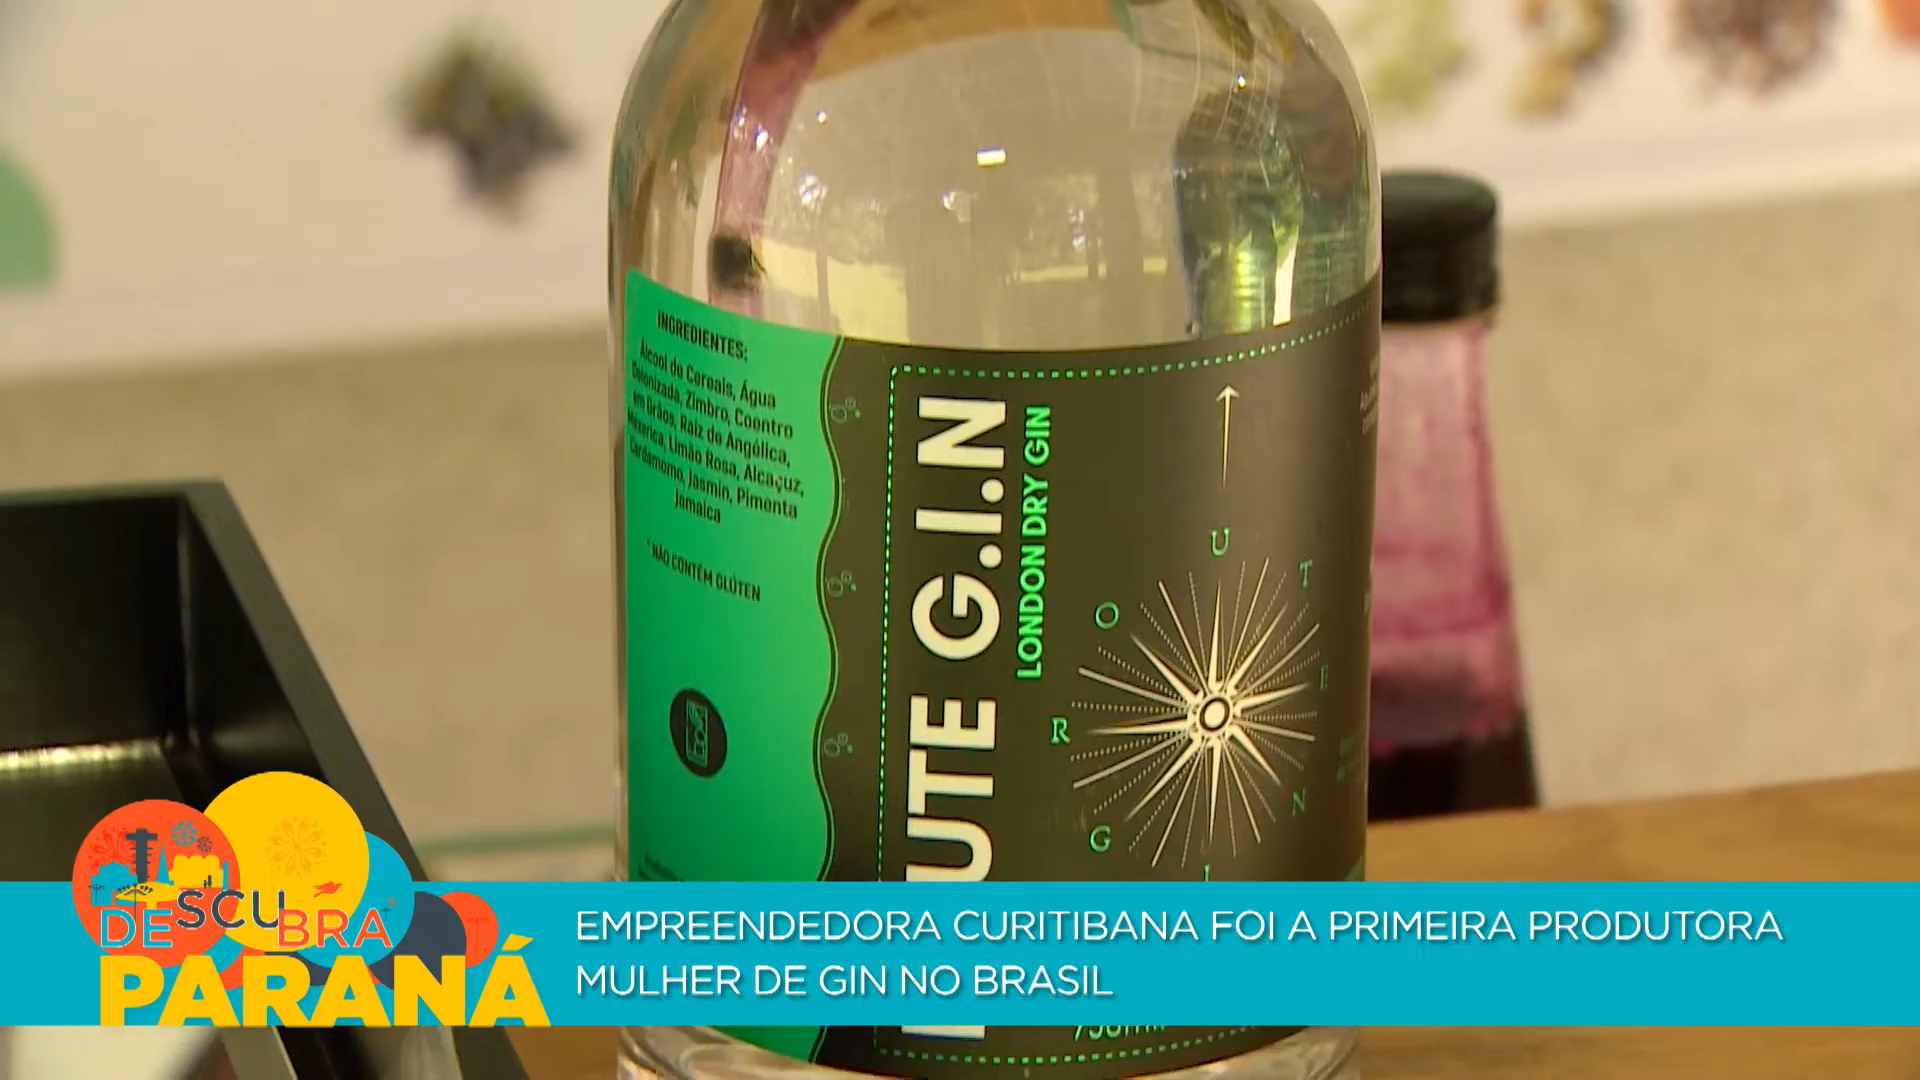 INGREDIENTES:
Álcool de Cereais, Água
Deionizada, Zimbro, Coentro
em Grãos, Raiz de Angélica,
Mexerica, Limão Rosa, Alcaçuz,
Cardamomo, Jasmin, Pimenta
Jamaica
* NÃO CONTÉM GLÚTEN
UTE G.I.N
LONDON DRY GIN
O U T E N
R G I
750ml
DESCUBRA
PARANÁ
EMPREENDEDORA CURITIBANA FOI A PRIMEIRA PRODUTORA
MULHER DE GIN NO BRASIL